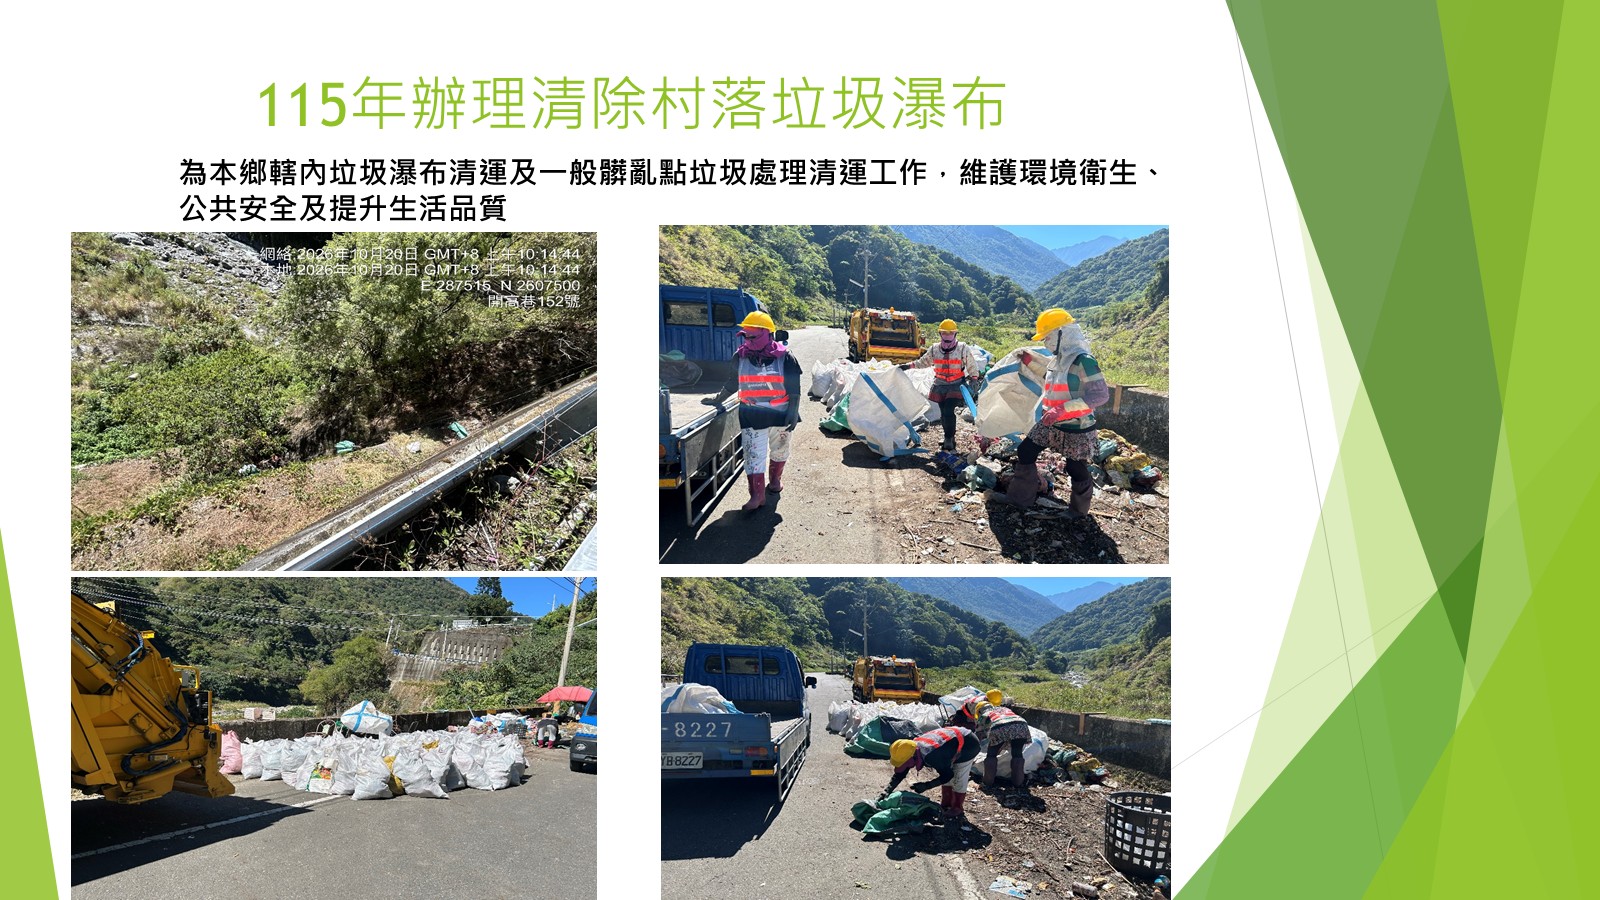 115年辦理清除村落垃圾瀑布
為本鄉轄內垃圾瀑布清運及一般髒亂點垃圾處理清運工作，維護環境衛生、
公共安全及提升生活品質
網絡:2026年10月20日 GMT+8 上午10:14:44
本地:2026年10月20日 GMT+8 上午10:14:44
E 287515, N 2607500
開高巷152號
-8227
YB-8227